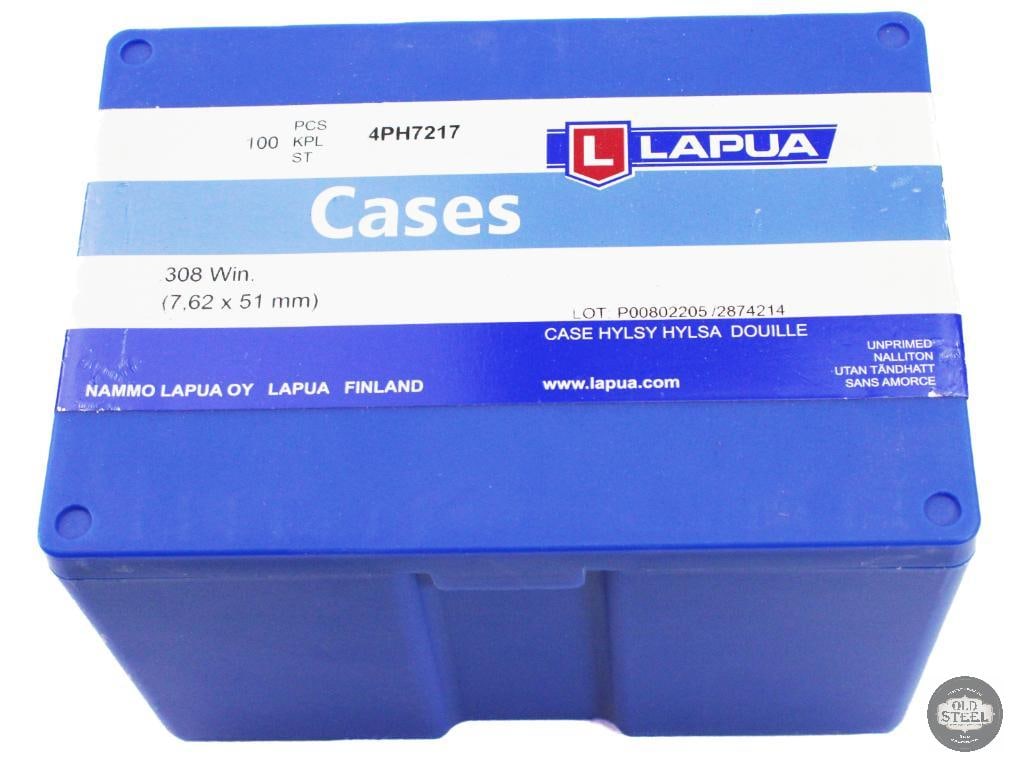 100 PCS KPL ST 4PH7217
L LAPUA
Cases
.308 Win.
(7,62 x 51 mm)
LOT: P00802205 /2874214
CASE HYLSY HYLSA DOUILLE
UNPRIMED
NALLITON
UTAN TÄNDHATT
SANS AMORCE
NAMMO LAPUA OY LAPUA FINLAND
www.lapua.com
OLD
STEEL